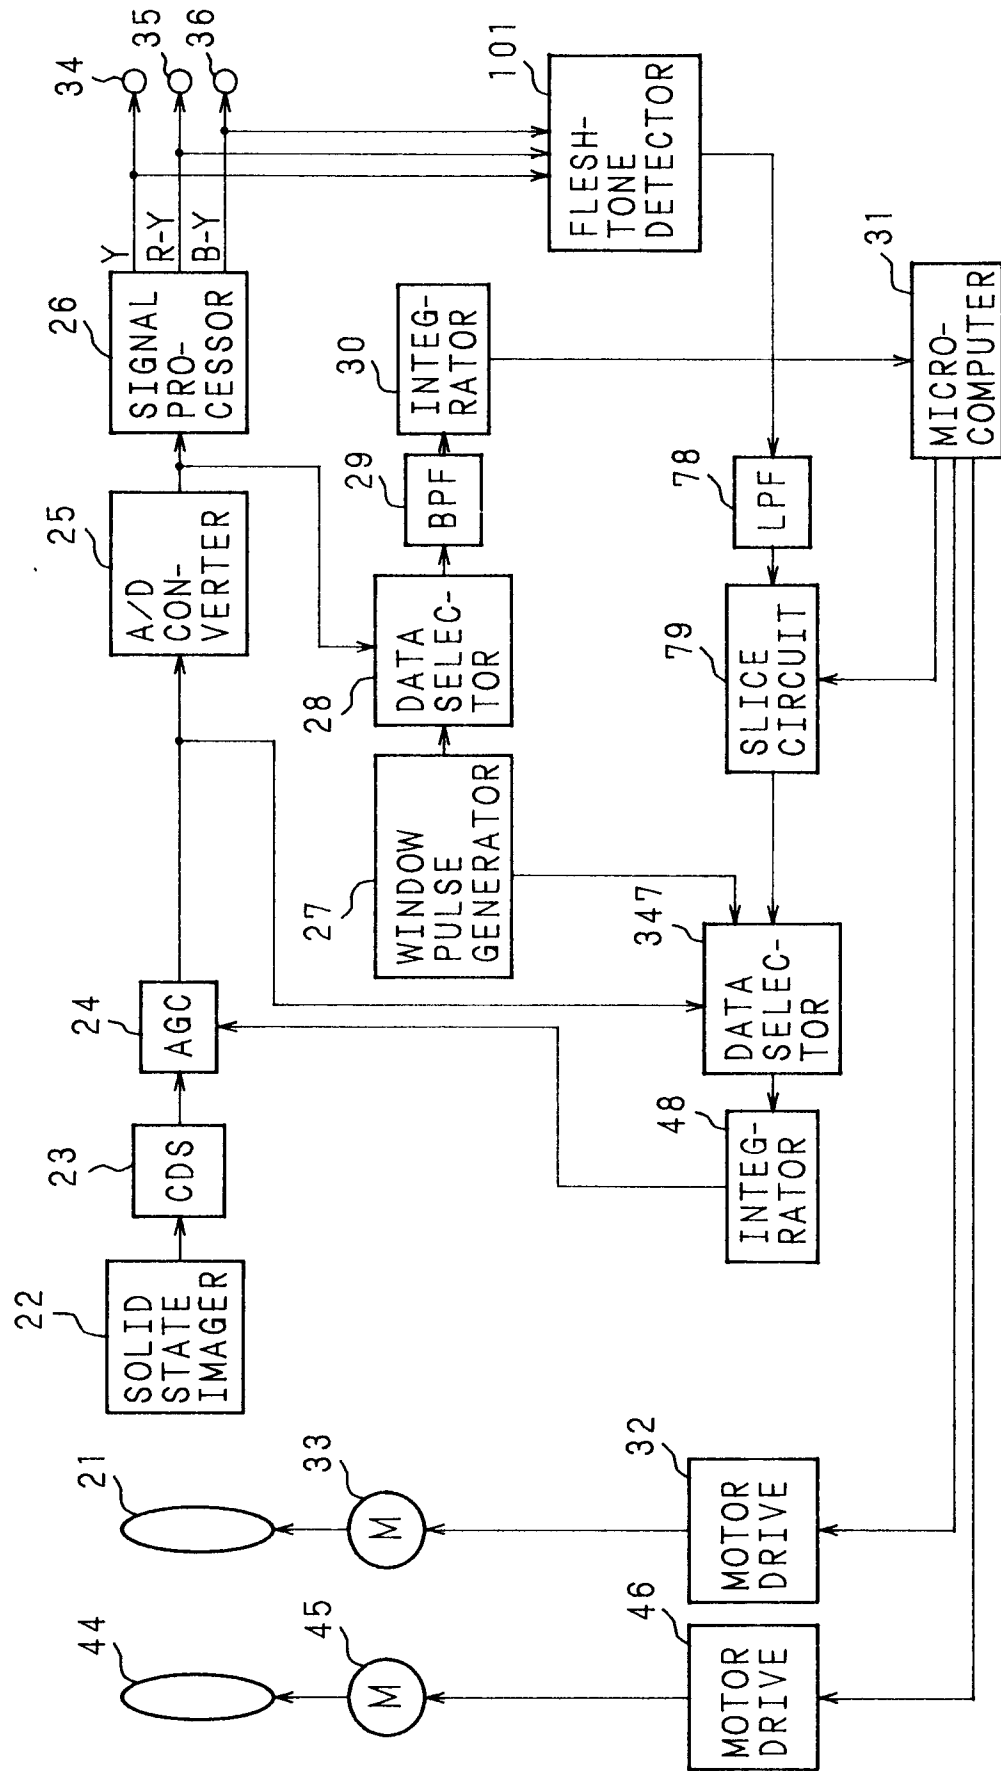 44
21
22
SOLID
STATE
IMAGER
23
CDS
24
AGC
25
A/D
CON-
VERTER
26
SIGNAL
PRO-
CESSOR
Y
R-Y
B-Y
34
35
36
45
M
33
M
27
WINDOW
PULSE
GENERATOR
28
DATA
SELEC-
TOR
29
BPF
30
INTEG-
RATOR
101
FLESH-
TONE
DETECTOR
46
MOTOR
DRIVE
32
MOTOR
DRIVE
48
INTEG-
RATOR
347
DATA
SELEC-
TOR
79
SLICE
CIRCUIT
78
LPF
31
MICRO-
COMPUTER